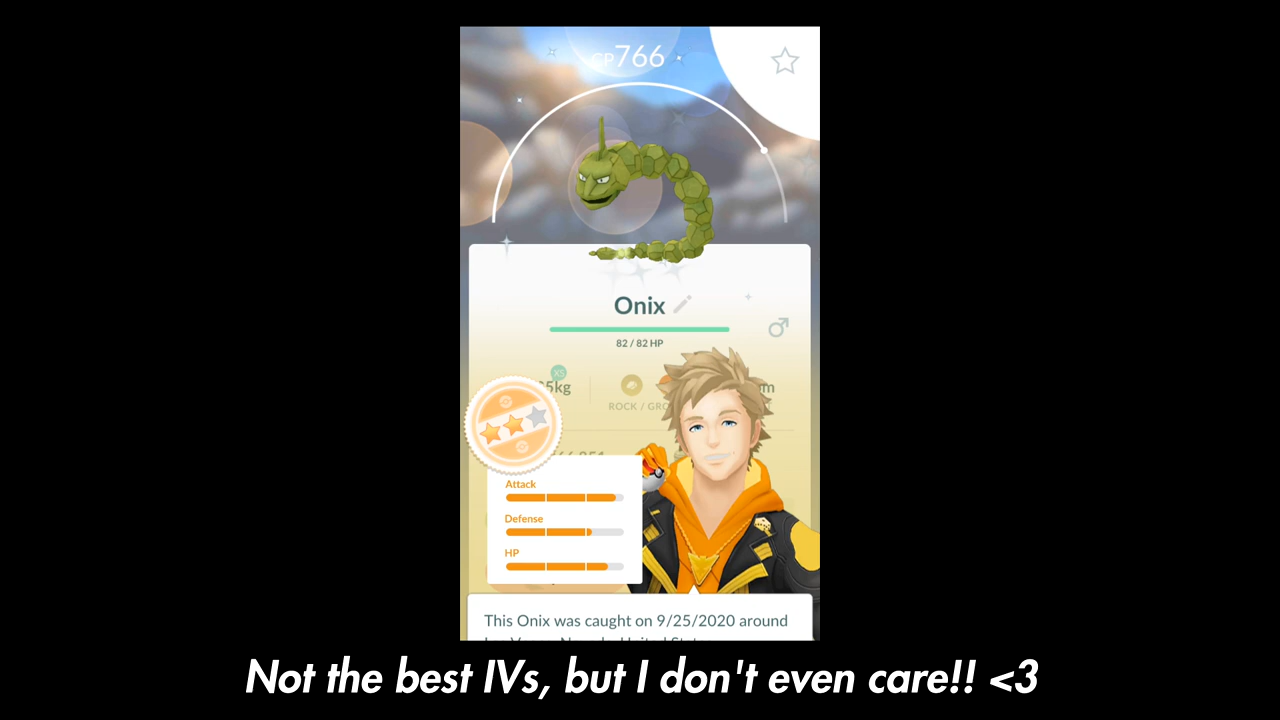 CP766
Onix
82 / 82 HP
XS
5kg
ROCK /
Attack
Defense
HP
This Onix was caught on 9/25/2020 around
Not the best IVs, but I don't even care!! <3